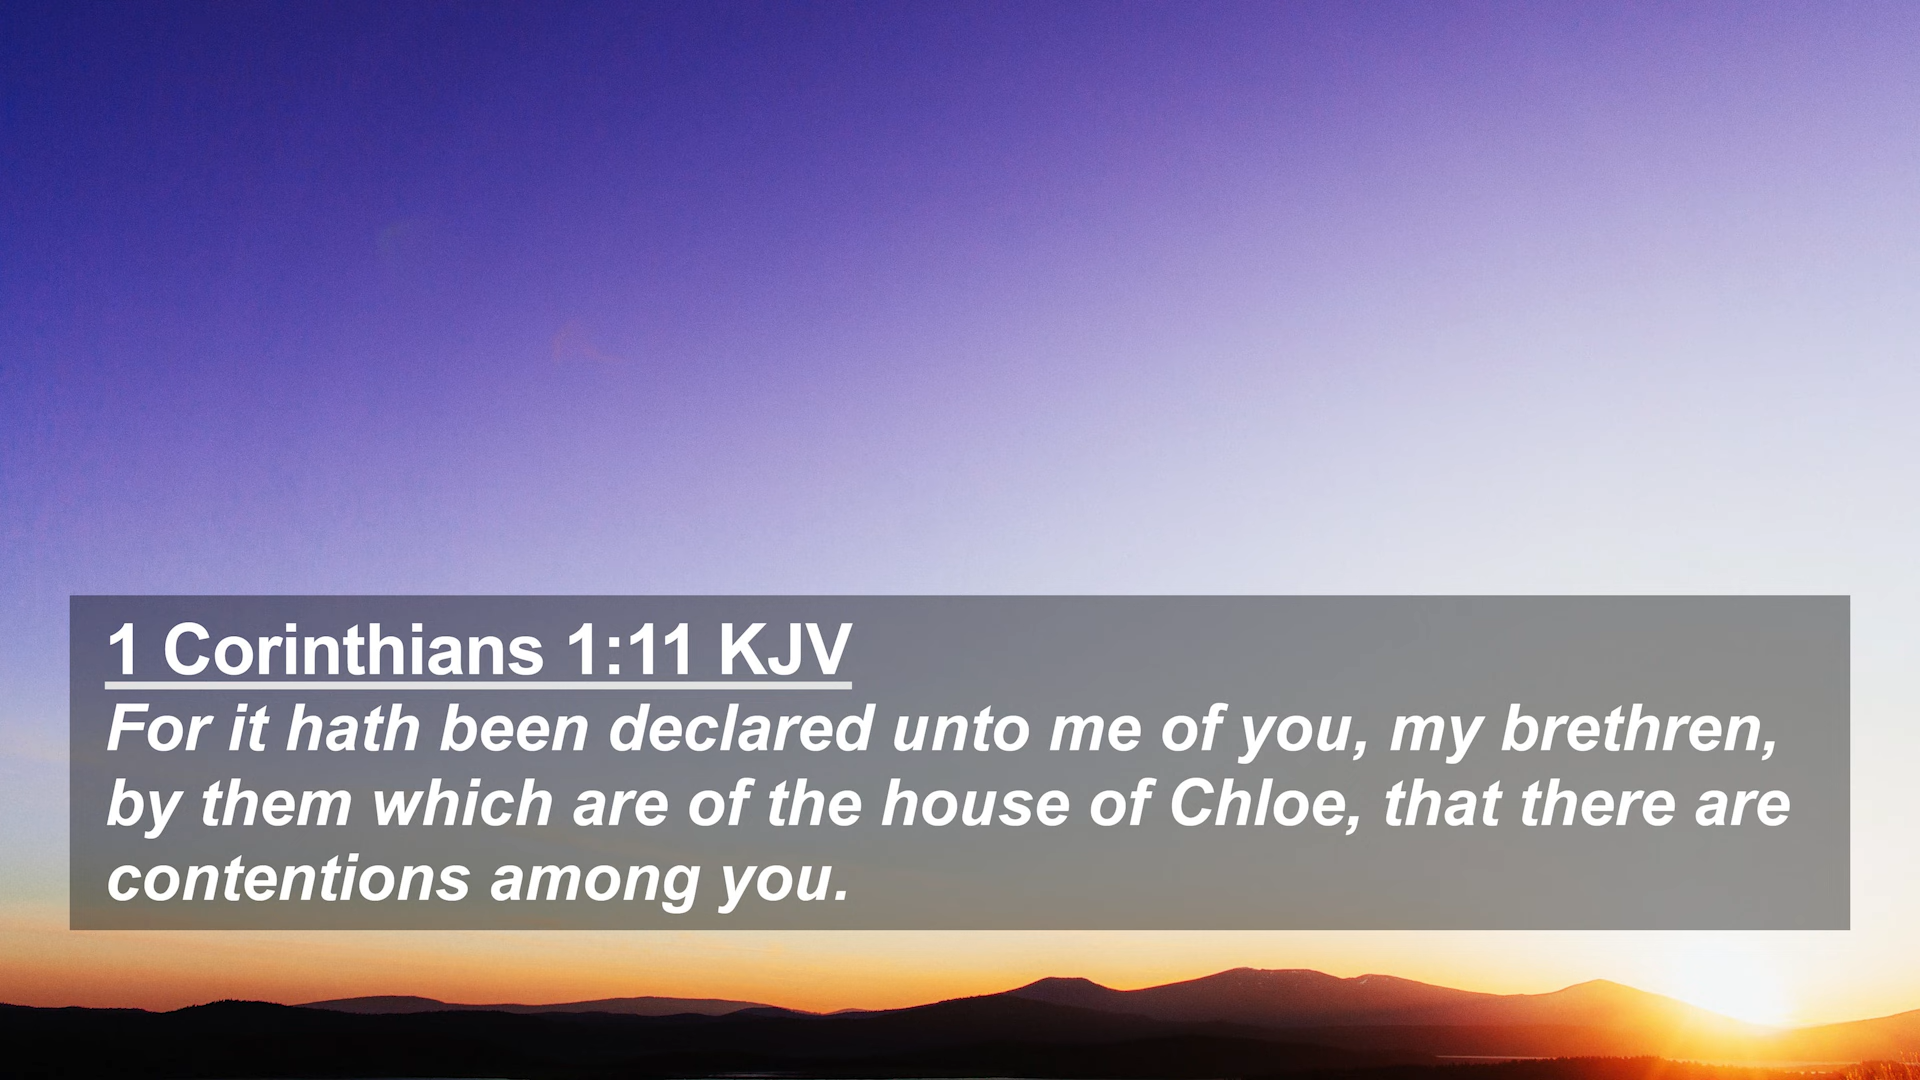 1 Corinthians 1:11 KJV
For it hath been declared unto me of you, my brethren,
by them which are of the house of Chloe, that there are
contentions among you.